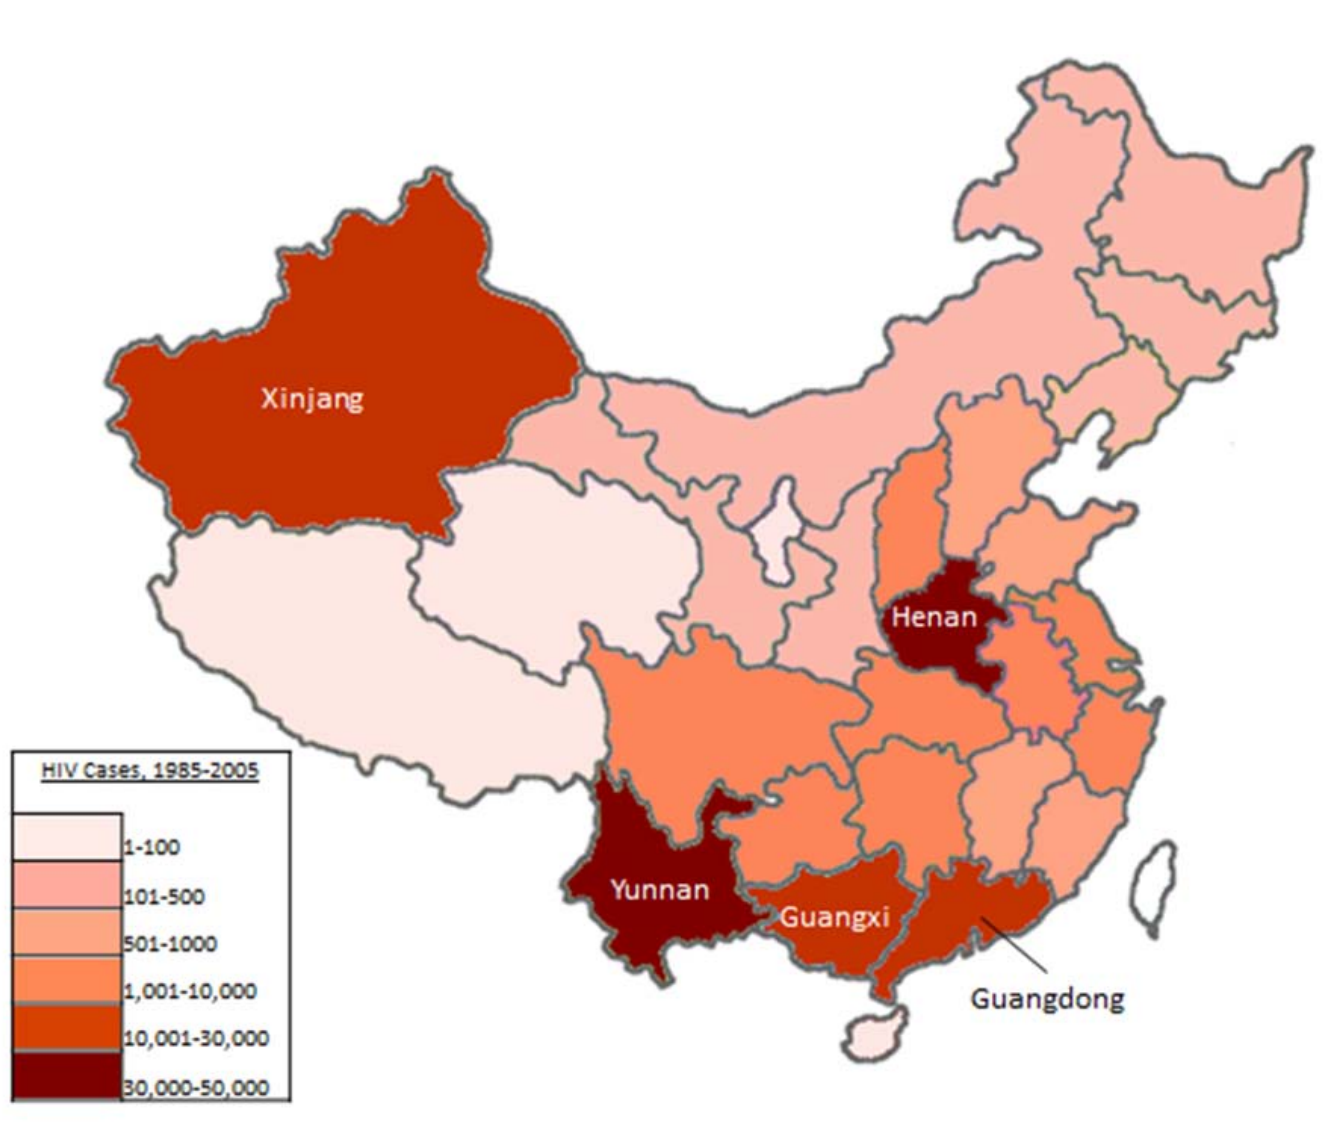 Xinjang
Henan
HIV Cases, 1985-2005
1-100
101-500
501-1000
1,001-10,000
10,001-30,000
30,000-50,000
Yunnan
Guangxi
Guangdong